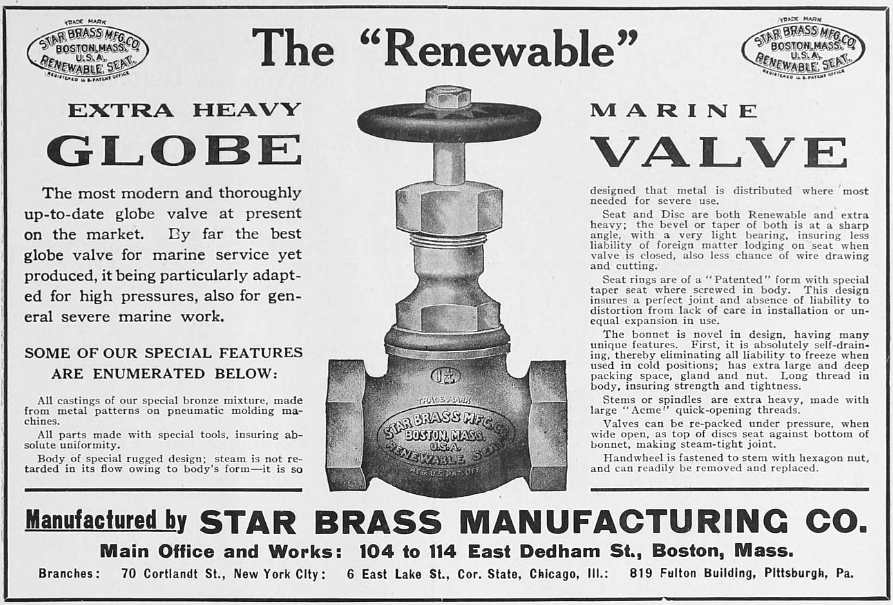 TRADE MARK
STAR BRASS MFG. CO.
BOSTON, MASS.
U.S.A.
RENEWABLE SEAT.
REGISTERED U.S. PATENT OFFICE
The “Renewable”
TRADE MARK
STAR BRASS MFG. CO.
BOSTON, MASS.
U.S.A.
RENEWABLE SEAT.
REGISTERED U.S. PATENT OFFICE
EXTRA HEAVY
GLOBE
The most modern and thoroughly
up-to-date globe valve at present
on the market. By far the best
globe valve for marine service yet
produced, it being particularly adapt-
ed for high pressures, also for gen-
eral severe marine work.
SOME OF OUR SPECIAL FEATURES
ARE ENUMERATED BELOW:
All castings of our special bronze mixture, made
from metal patterns on pneumatic molding ma-
chines.
All parts made with special tools, insuring ab-
solute uniformity.
Body of special rugged design; steam is not re-
tarded in its flow owing to body's form—it is so
TRADE MARK
STAR BRASS MFG. CO.
BOSTON, MASS.
U.S.A.
RENEWABLE SEAT
REG. U.S. PAT. OFF.
MARINE
VALVE
designed that metal is distributed where most
needed for severe use.
Seat and Disc are both Renewable and extra
heavy; the bevel or taper of both is at a sharp
angle, with a very light bearing, insuring less
liability of foreign matter lodging on seat when
valve is closed, also less chance of wire drawing
and cutting.
Seat rings are of a “Patented” form with special
taper seat where screwed in body. This design
insures a perfect joint and absence of liability to
distortion from lack of care in installation or un-
equal expansion in use.
The bonnet is novel in design, having many
unique features. First, it is absolutely self-drain-
ing, thereby eliminating all liability to freeze when
used in cold positions; has extra large and deep
packing space, gland and nut. Long thread in
body, insuring strength and tightness.
Stems or spindles are extra heavy, made with
large “Acme” quick-opening threads.
Valves can be re-packed under pressure, when
wide open, as top of discs seat against bottom of
bonnet, making steam-tight joint.
Handwheel is fastened to stem with hexagon nut,
and can readily be removed and replaced.
Manufactured by STAR BRASS MANUFACTURING CO.
Main Office and Works: 104 to 114 East Dedham St., Boston, Mass.
Branches: 70 Cortlandt St., New York City: 6 East Lake St., Cor. State, Chicago, Ill.: 819 Fulton Building, Pittsburgh, Pa.